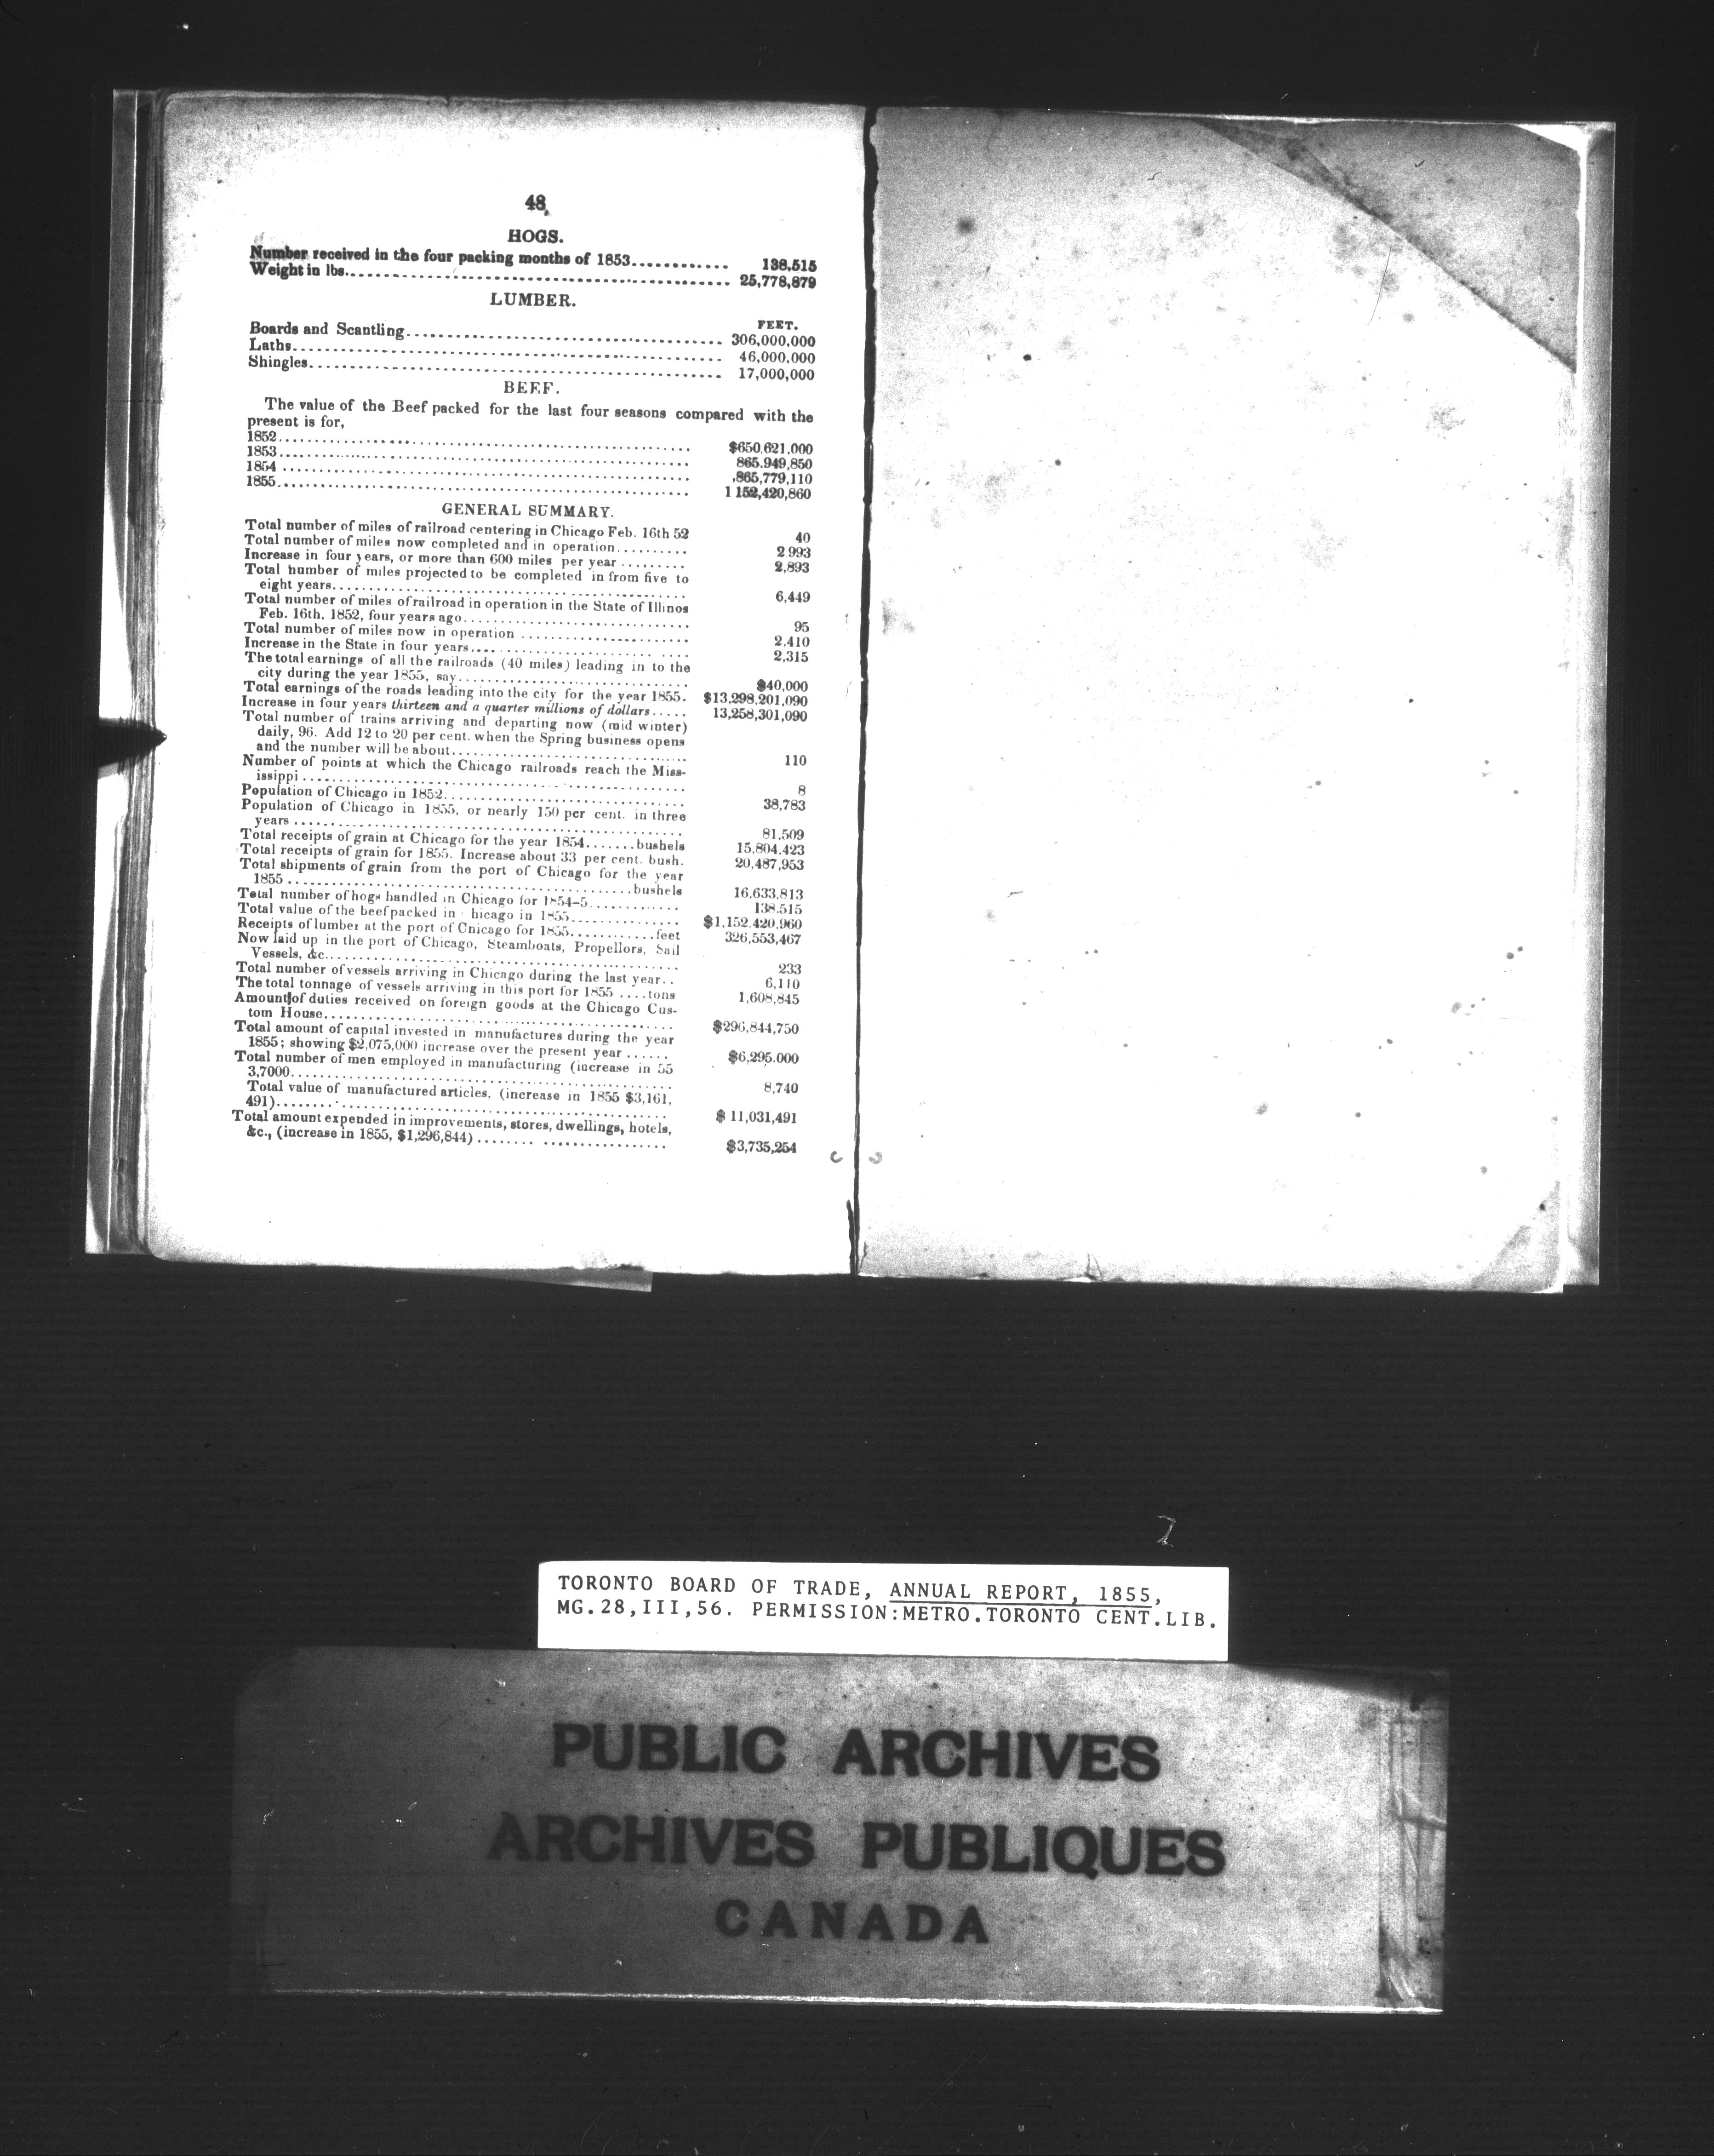 48,
HOGS.
Number received in the four packing months of 1853............ 138.515
Weight in lbs................................................ 25,778,879
LUMBER.
FEET.
Boards and Scantling........................................ 306,000,000
Laths........................................................ 46,000,000
Shingles..................................................... 17,000,000
BEEF.
The value of the Beef packed for the last four seasons compared with the
present is for,
1852........................................................ $650.621,000
1853........................................................ 865.949,850
1854 ....................................................... ,865,779,110
1855........................................................ 1 152,420,860
GENERAL SUMMARY.
Total number of miles of railroad centering in Chicago Feb. 16th 52 40
Total number of miles now completed and in operation.......... 2 993
Increase in four years, or more than 600 miles per year ......... 2,893
Total number of miles projected to be completed in from five to
eight years................................................ 6,449
Total number of miles of railroad in operation in the State of Illinos
Feb. 16th, 1852, four years ago............................... 95
Total number of miles now in operation ....................... 2.410
Increase in the State in four years.... ...................... 2,315
The total earnings of all the railroads (40 miles) leading in to the
city during the year 1855, say............................... $40,000
Total earnings of the roads leading into the city for the year 1855. $13,298,201,090
Increase in four years thirteen and a quarter millions of dollars ..... 13,258,301,090
Total number of trains arriving and departing now (mid winter)
daily, 96. Add 12 to 20 per cent. when the Spring business opens
and the number will be about................................ 110
Number of points at which the Chicago railroads reach the Miss-
issippi .................................................... 8
Population of Chicago in 1852................................. 38,783
Population of Chicago in 1855, or nearly 150 per cent. in three
years ..................................................... 81.509
Total receipts of grain at Chicago for the year 1854.......bushels 15,804.423
Total receipts of grain for 1855. Increase about 33 per cent. bush. 20,487,953
Total shipments of grain from the port of Chicago for the year
1855 ...............................................bushels 16,633,813
Total number of hogs handled in Chicago for 1854-5............. 138.515
Total value of the beef packed in hicago in 1855............... $1,152.420,960
Receipts of lumber at the port of Cnicago for 1855............feet 326,553,467
Now laid up in the port of Chicago, Steamboats, Propellors, Sail
Vessels, &c................................................. 233
Total number of vessels arriving in Chicago during the last year.. 6,110
The total tonnage of vessels arriving in this port for 1855 ....tons 1,608,845
Amount of duties received on foreign goods at the Chicago Cus-
tom House.................................................. $296,844,750
Total amount of capital invested in manufactures during the year
1855; showing $2,075,000 increase over the present year ...... $6,295.000
Total number of men employed in manufacturing (increase in 55
3,7000..................................................... 8,740
Total value of manufactured articles, (increase in 1855 $3,161,
491)....................................................... $ 11,031,491
Total amount expended in improvements, stores, dwellings, hotels,
&c., (increase in 1855, $1,296,844) ........ ................. $3,735,254
TORONTO BOARD OF TRADE, ANNUAL REPORT, 1855,
MG.28,III,56. PERMISSION:METRO.TORONTO CENT.LIB.
PUBLIC ARCHIVES
ARCHIVES PUBLIQUES
CANADA